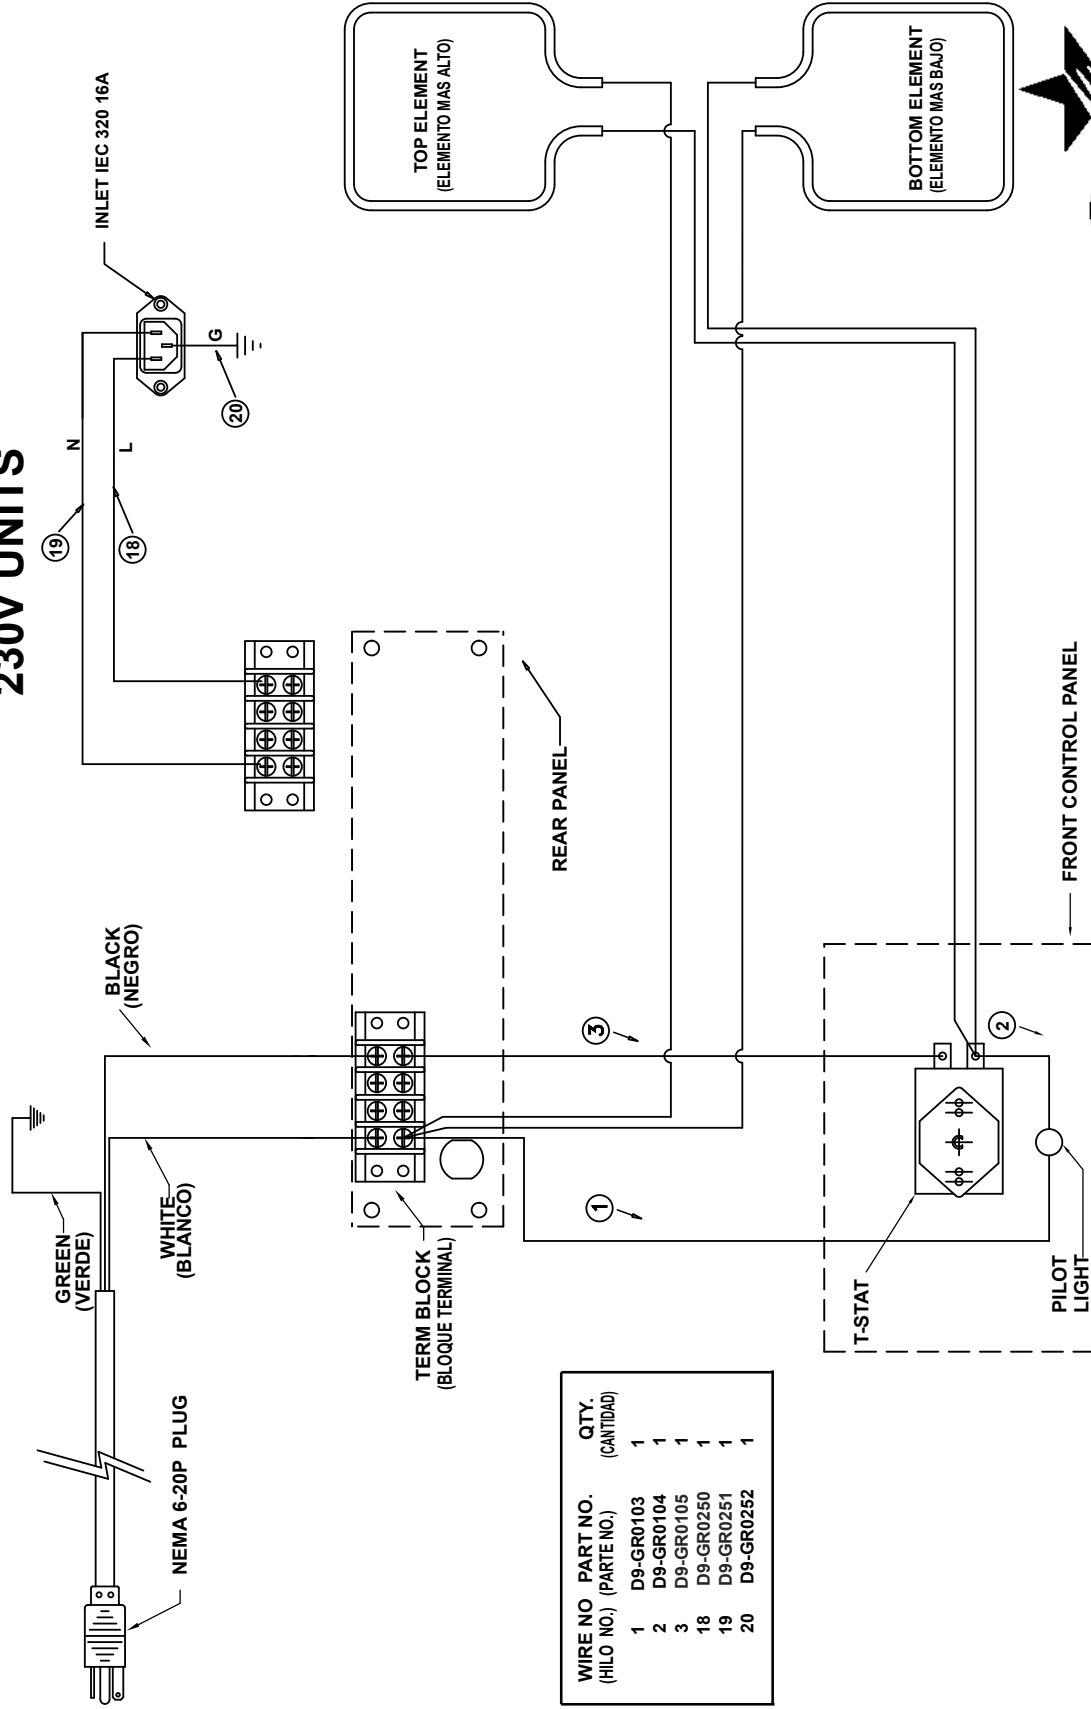 230V UNITS
GREEN
(VERDE)
BLACK
(NEGRO)
WHITE
(BLANCO)
NEMA 6-20P PLUG
19
18
N
L
G
20
INLET IEC 320 16A
TERM BLOCK
(BLOQUE TERMINAL)
REAR PANEL
TOP ELEMENT
(ELEMENTO MAS ALTO)
BOTTOM ELEMENT
(ELEMENTO MAS BAJO)
1
3
2
T-STAT
PILOT
LIGHT
FRONT CONTROL PANEL
WIRE NO PART NO. QTY.
(HILO NO.) (PARTE NO.) (CANTIDAD)
1 D9-GR0103 1
2 D9-GR0104 1
3 D9-GR0105 1
18 D9-GR0250 1
19 D9-GR0251 1
20 D9-GR0252 1